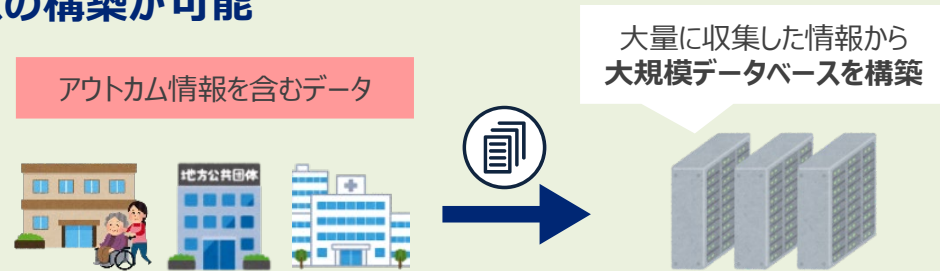 の構築が可能
大量に収集した情報から
大規模データベースを構築
アウトカム情報を含むデータ
地方公共団体